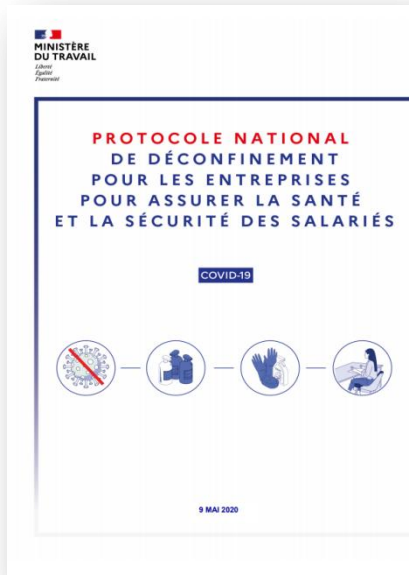 MINISTÈRE
DU TRAVAIL
Liberté
Égalité
Fraternité
PROTOCOLE NATIONAL
DE DÉCONFINEMENT
POUR LES ENTREPRISES
POUR ASSURER LA SANTÉ
ET LA SÉCURITÉ DES SALARIÉS
COVID-19
9 MAI 2020